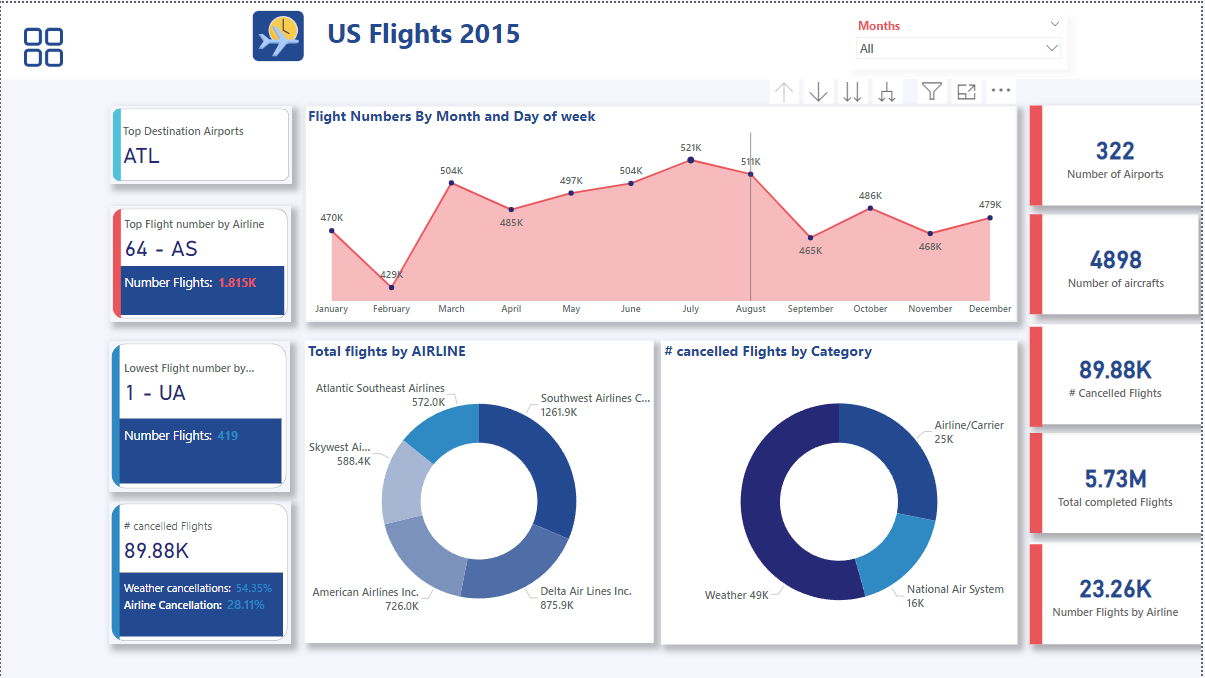 US Flights 2015
Months
All
Top Destination Airports
ATL
Top Flight number by Airline
64 - AS
Number Flights: 1.815K
Lowest Flight number by...
1 - UA
Number Flights: 419
# cancelled Flights
89.88K
Weather cancellations: 54.35%
Airline Cancellation: 28.11%
Flight Numbers By Month and Day of week
470K
429K
504K
485K
497K
504K
521K
511K
465K
486K
468K
479K
January
February
March
April
May
June
July
August
September
October
November
December
Total flights by AIRLINE
Atlantic Southeast Airlines
572.0K
Southwest Airlines C...
1261.9K
Skywest Ai...
588.4K
American Airlines Inc.
726.0K
Delta Air Lines Inc.
875.9K
# cancelled Flights by Category
Airline/Carrier
25K
Weather 49K
National Air System
16K
322
Number of Airports
4898
Number of aircrafts
89.88K
# Cancelled Flights
5.73M
Total completed Flights
23.26K
Number Flights by Airline